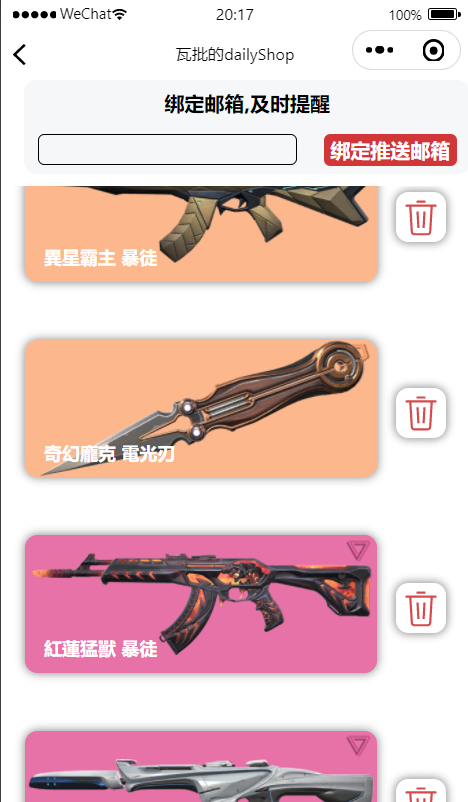 WeChat
20:17
100%
瓦批的dailyShop
绑定邮箱,及时提醒
绑定推送邮箱
異星霸主 暴徒
奇幻龐克 電光刃
紅蓮猛獸 暴徒